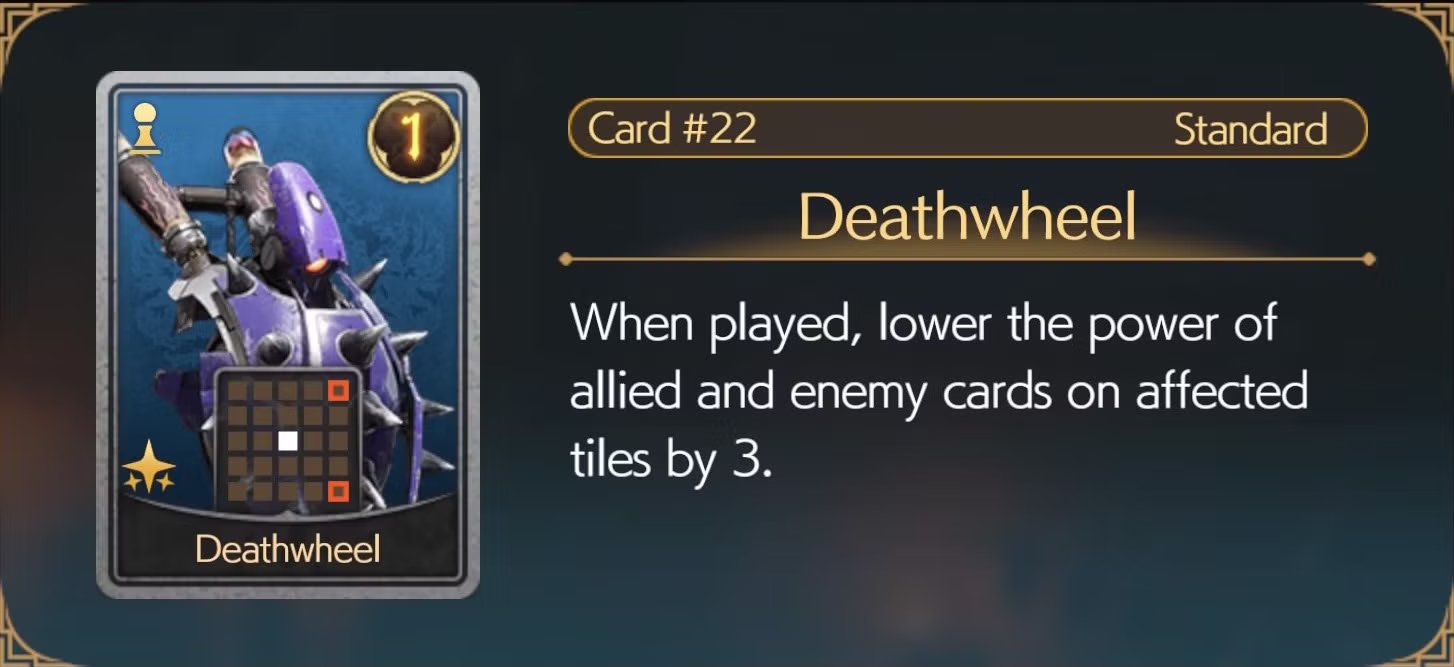 1
Deathwheel
Card #22
Standard
Deathwheel
When played, lower the power of
allied and enemy cards on affected
tiles by 3.